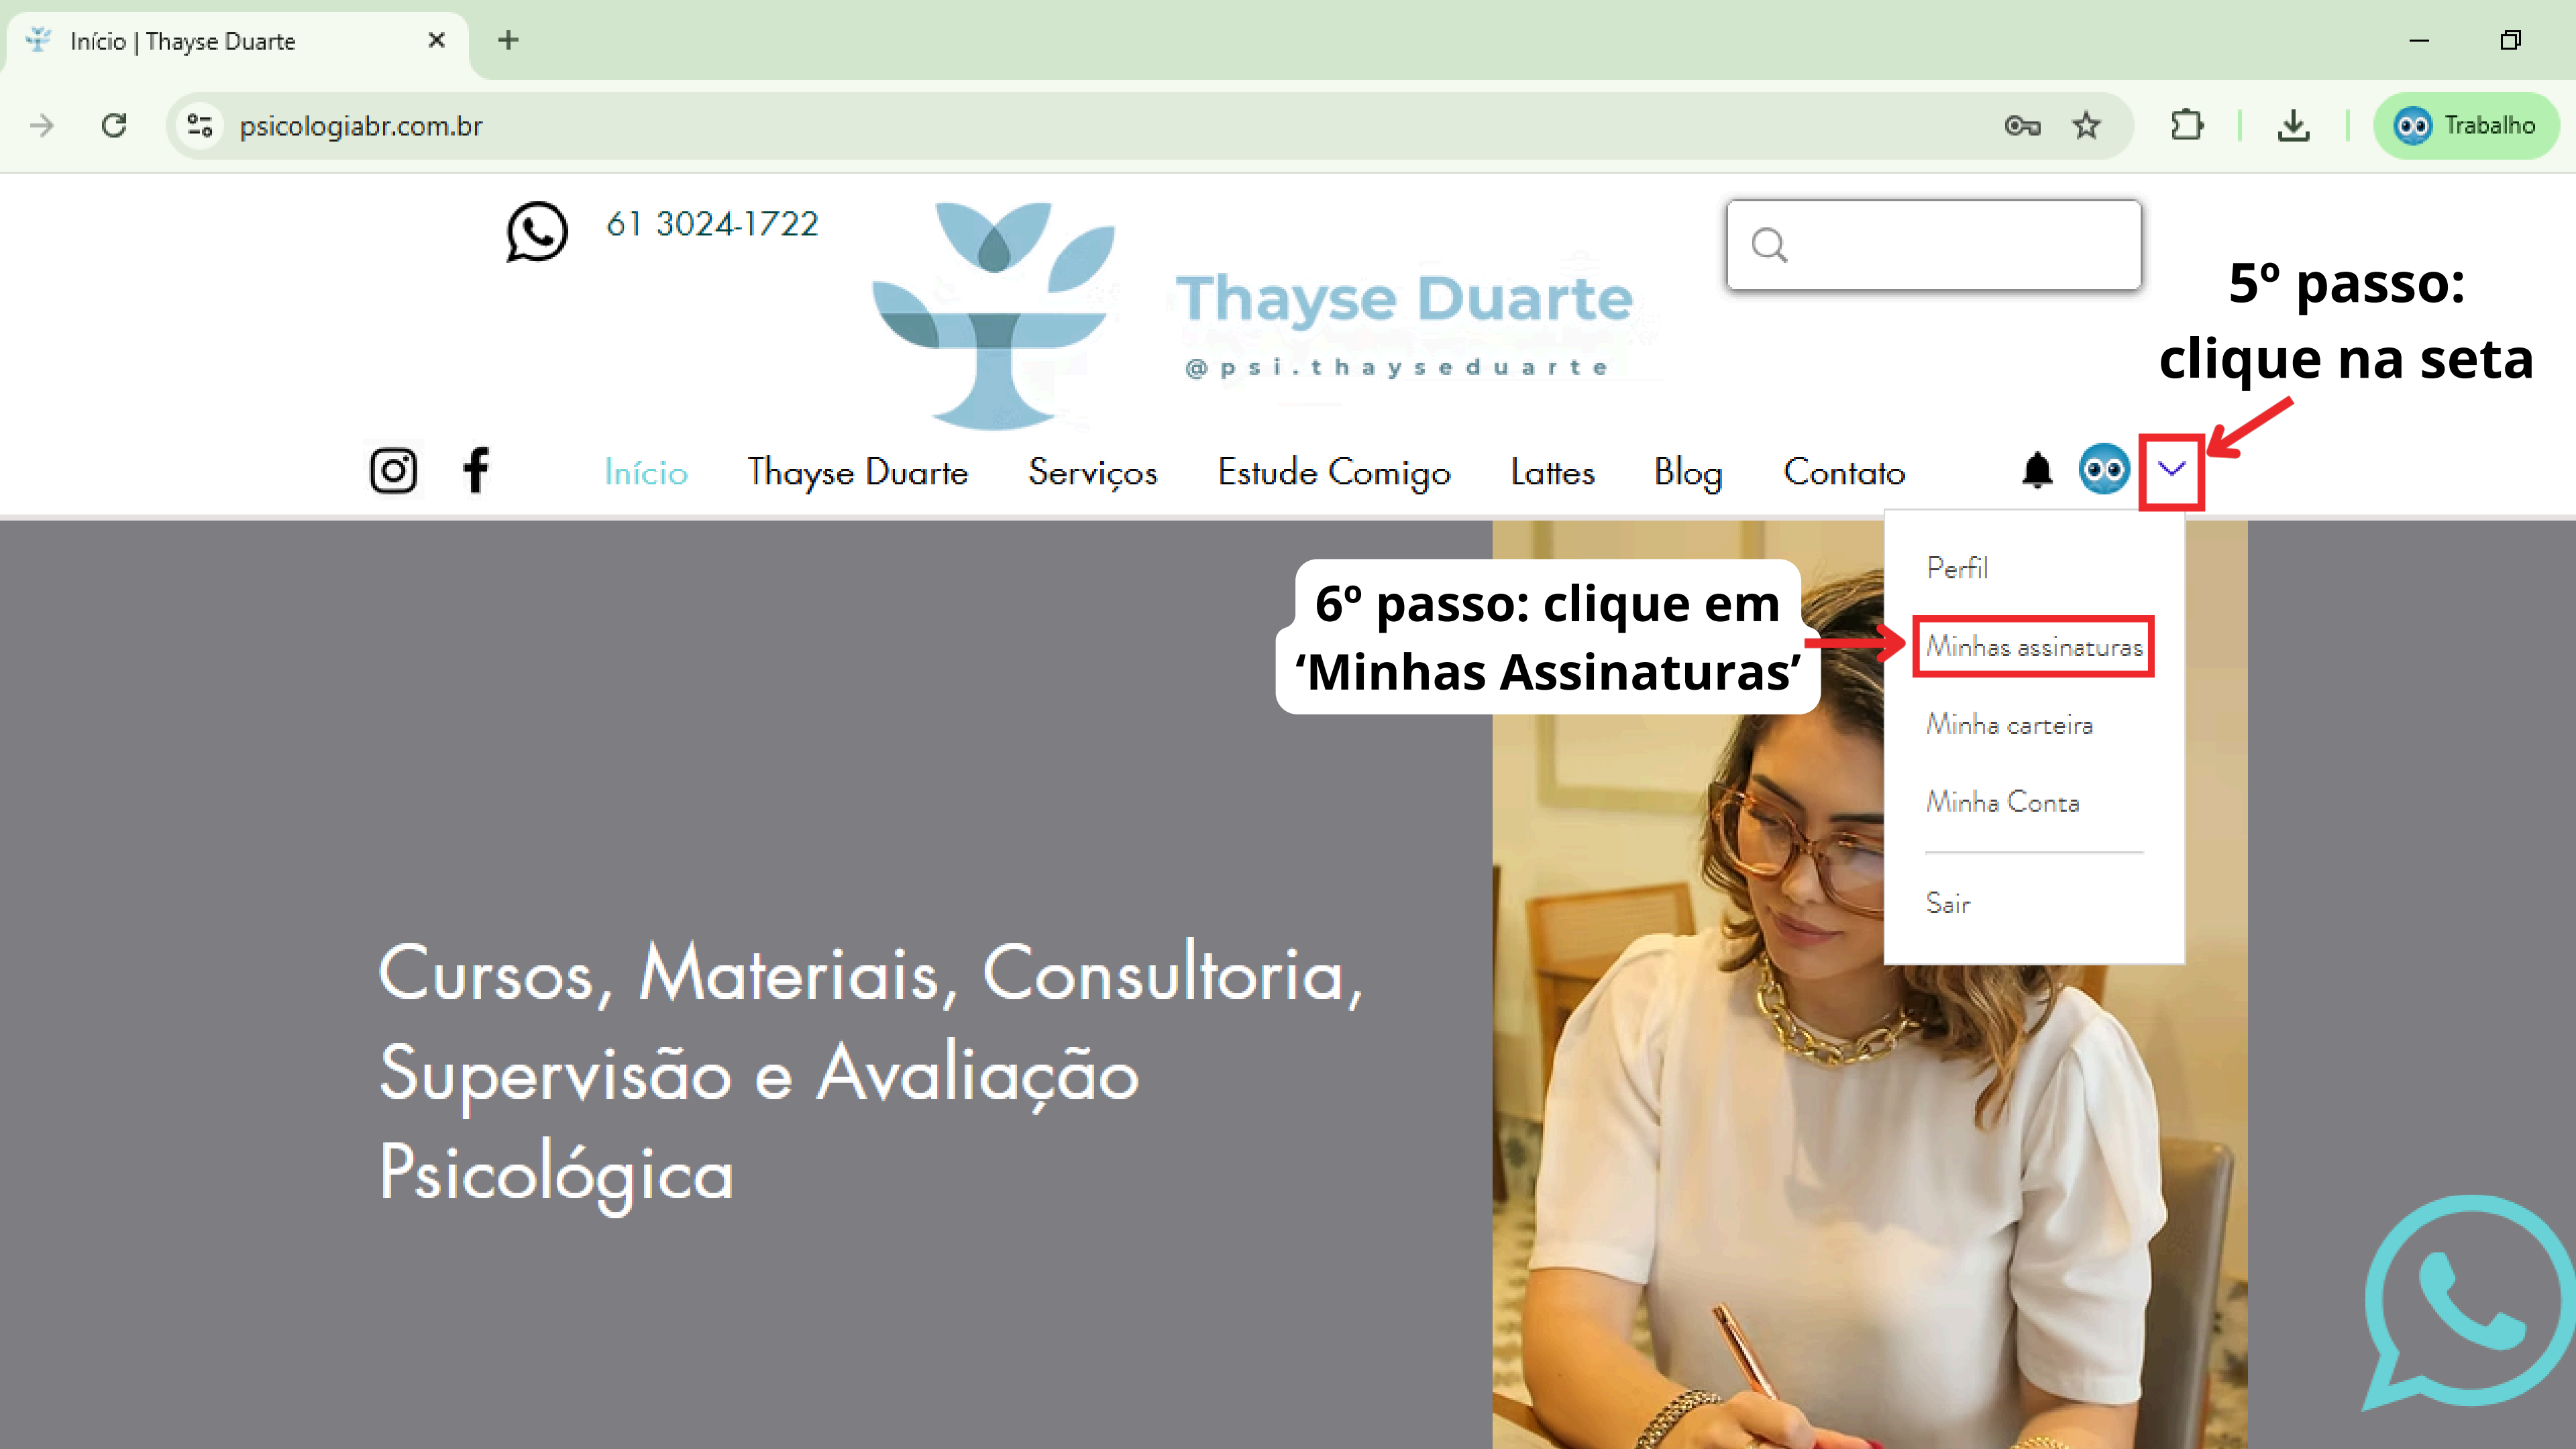 Início | Thayse Duarte
psicologiabr.com.br
Trabalho
61 3024-1722
Thayse Duarte
@psi.thayseduarte
5º passo:
clique na seta
Início Thayse Duarte Serviços Estude Comigo Lattes Blog Contato
Perfil
6º passo: clique em
‘Minhas Assinaturas’
Minhas assinaturas
Minha carteira
Minha Conta
Sair
Cursos, Materiais, Consultoria,
Supervisão e Avaliação
Psicológica